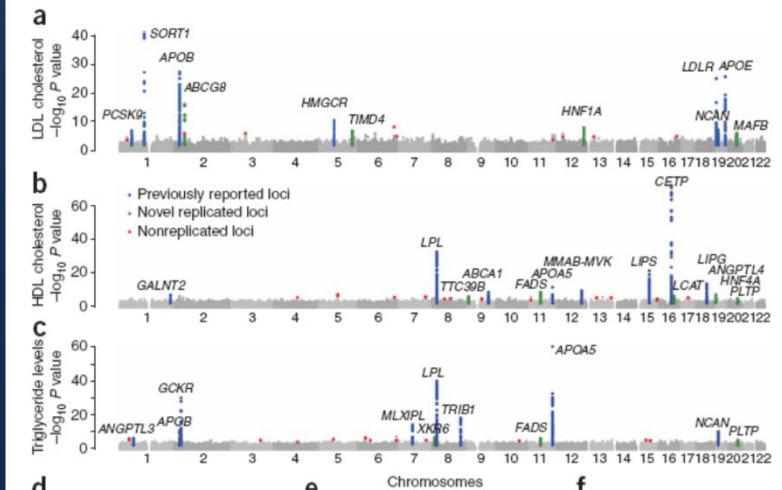 a
LDL cholesterol
–log10 P value
40
30
20
10
0
PCSK9
SORT1
APOB
ABCG8
HMGCR
TIMD4
HNF1A
LDLR
APOE
NCAN
MAFB
1 2 3 4 5 6 7 8 9 10 11 12 13 14 15 16 17 18 19 20 21 22
b
HDL cholesterol
–log10 P value
60
40
20
0
Previously reported loci
Novel replicated loci
Nonreplicated loci
GALNT2
LPL
TTC39B
ABCA1
FADS
APOA5
MMAB-MVK
LIPS
CETP
LCAT
LIPG
ANGPTL4
HNF4A
PLTP
1 2 3 4 5 6 7 8 9 10 11 12 13 14 15 16 17 18 19 20 21 22
c
Triglyceride levels
–log10 P value
60
40
20
0
ANGPTL3
GCKR
APOB
MLXIPL
LPL
XKR6
TRIB1
FADS
APOA5
NCAN
PLTP
1 2 3 4 5 6 7 8 9 10 11 12 13 14 15 16 17 18 19 20 21 22
Chromosomes
d
e
f